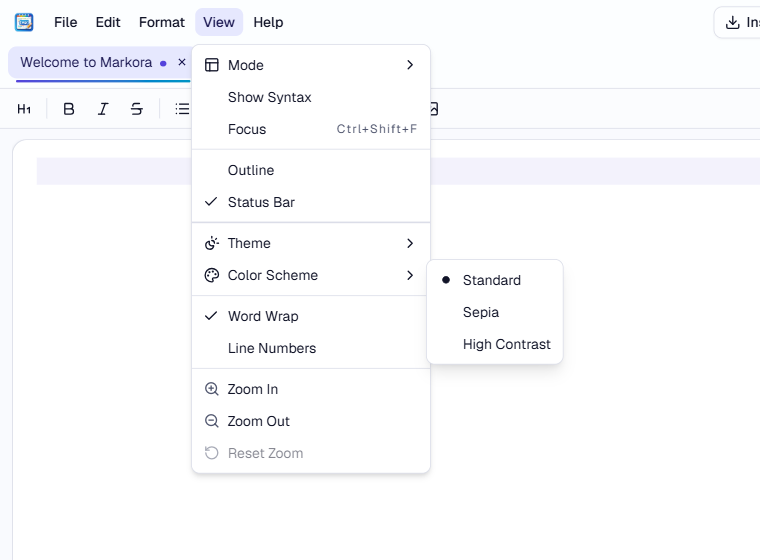 File Edit Format View Help
Welcome to Markora
H1 B I S
Mode
Show Syntax
Focus Ctrl+Shift+F
Outline
Status Bar
Theme
Color Scheme
Standard
Sepia
Word Wrap
High Contrast
Line Numbers
Zoom In
Zoom Out
Reset Zoom